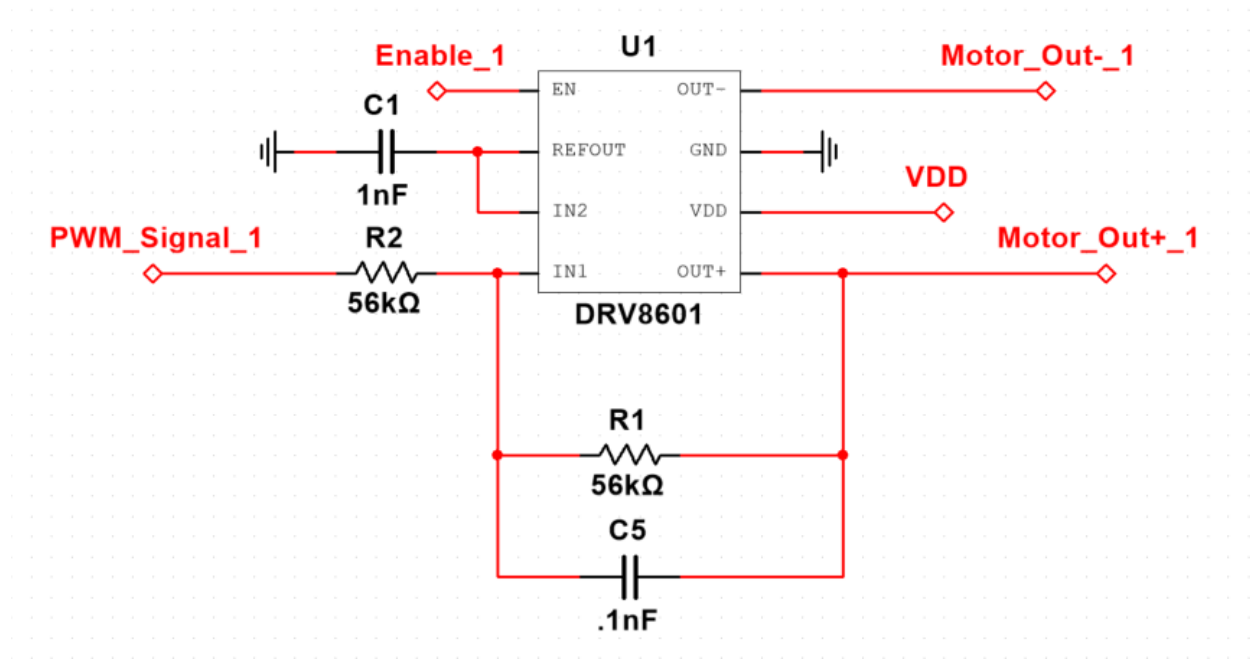 U1
Enable_1
Motor_Out-_1
EN
OUT-
C1
REFOUT
GND
1nF
VDD
IN2
VDD
PWM_Signal_1
R2
Motor_Out+_1
IN1
OUT+
56kΩ
DRV8601
R1
56kΩ
C5
.1nF